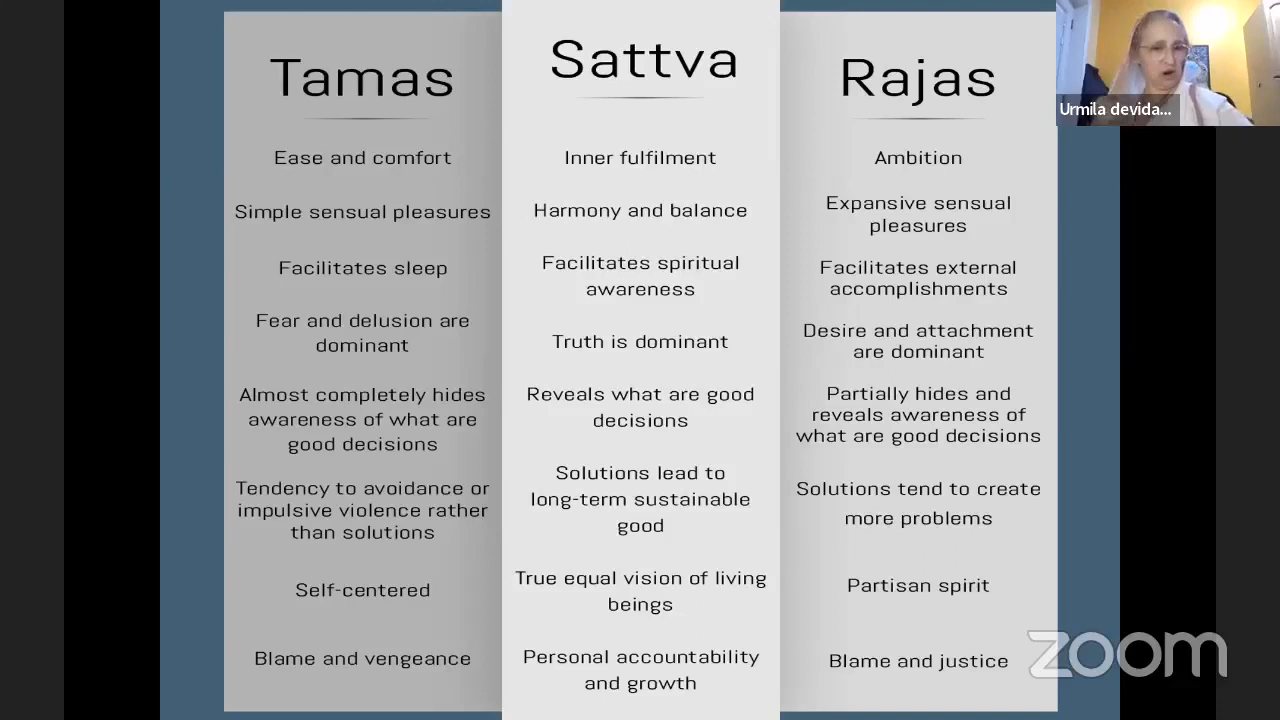 Tamas
Ease and comfort
Simple sensual pleasures
Facilitates sleep
Fear and delusion are
dominant
Almost completely hides
awareness of what are
good decisions
Tendency to avoidance or
impulsive violence rather
than solutions
Self-centered
Blame and vengeance
Sattva
Inner fulfilment
Harmony and balance
Facilitates spiritual
awareness
Truth is dominant
Reveals what are good
decisions
Solutions lead to
long-term sustainable
good
True equal vision of living
beings
Personal accountability
and growth
Rajas
Ambition
Expansive sensual
pleasures
Facilitates external
accomplishments
Desire and attachment
are dominant
Partially hides and
reveals awareness of
what are good decisions
Solutions tend to create
more problems
Partisan spirit
Blame and justice
Urmila devida...
zoom